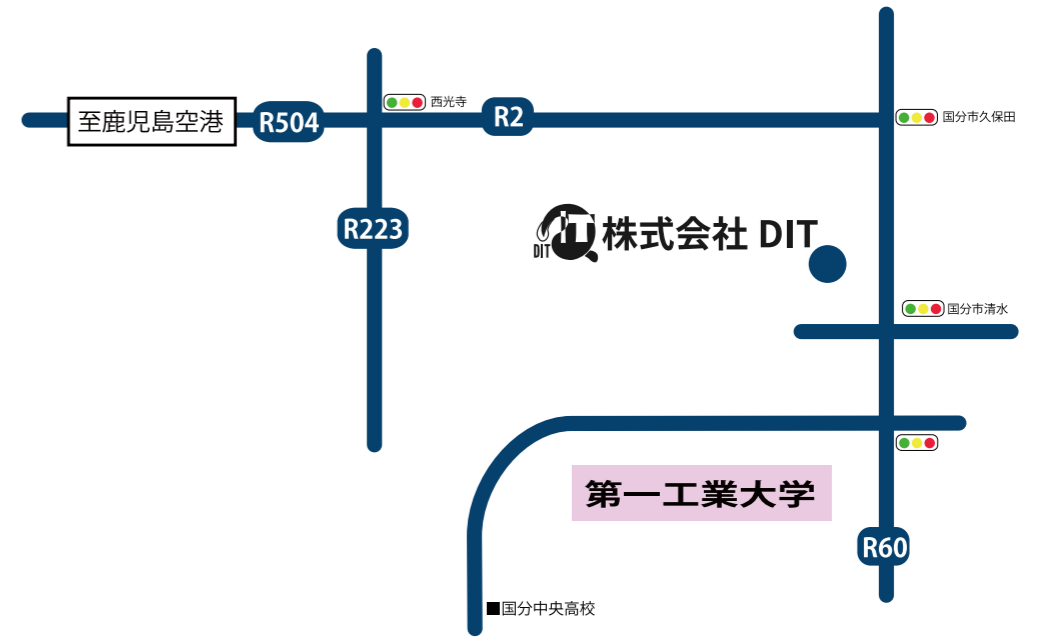 西光寺
至鹿児島空港
R504
R2
国分市久保田
R223
DIT
株式会社 DIT
国分市清水
第一工業大学
R60
■国分中央高校